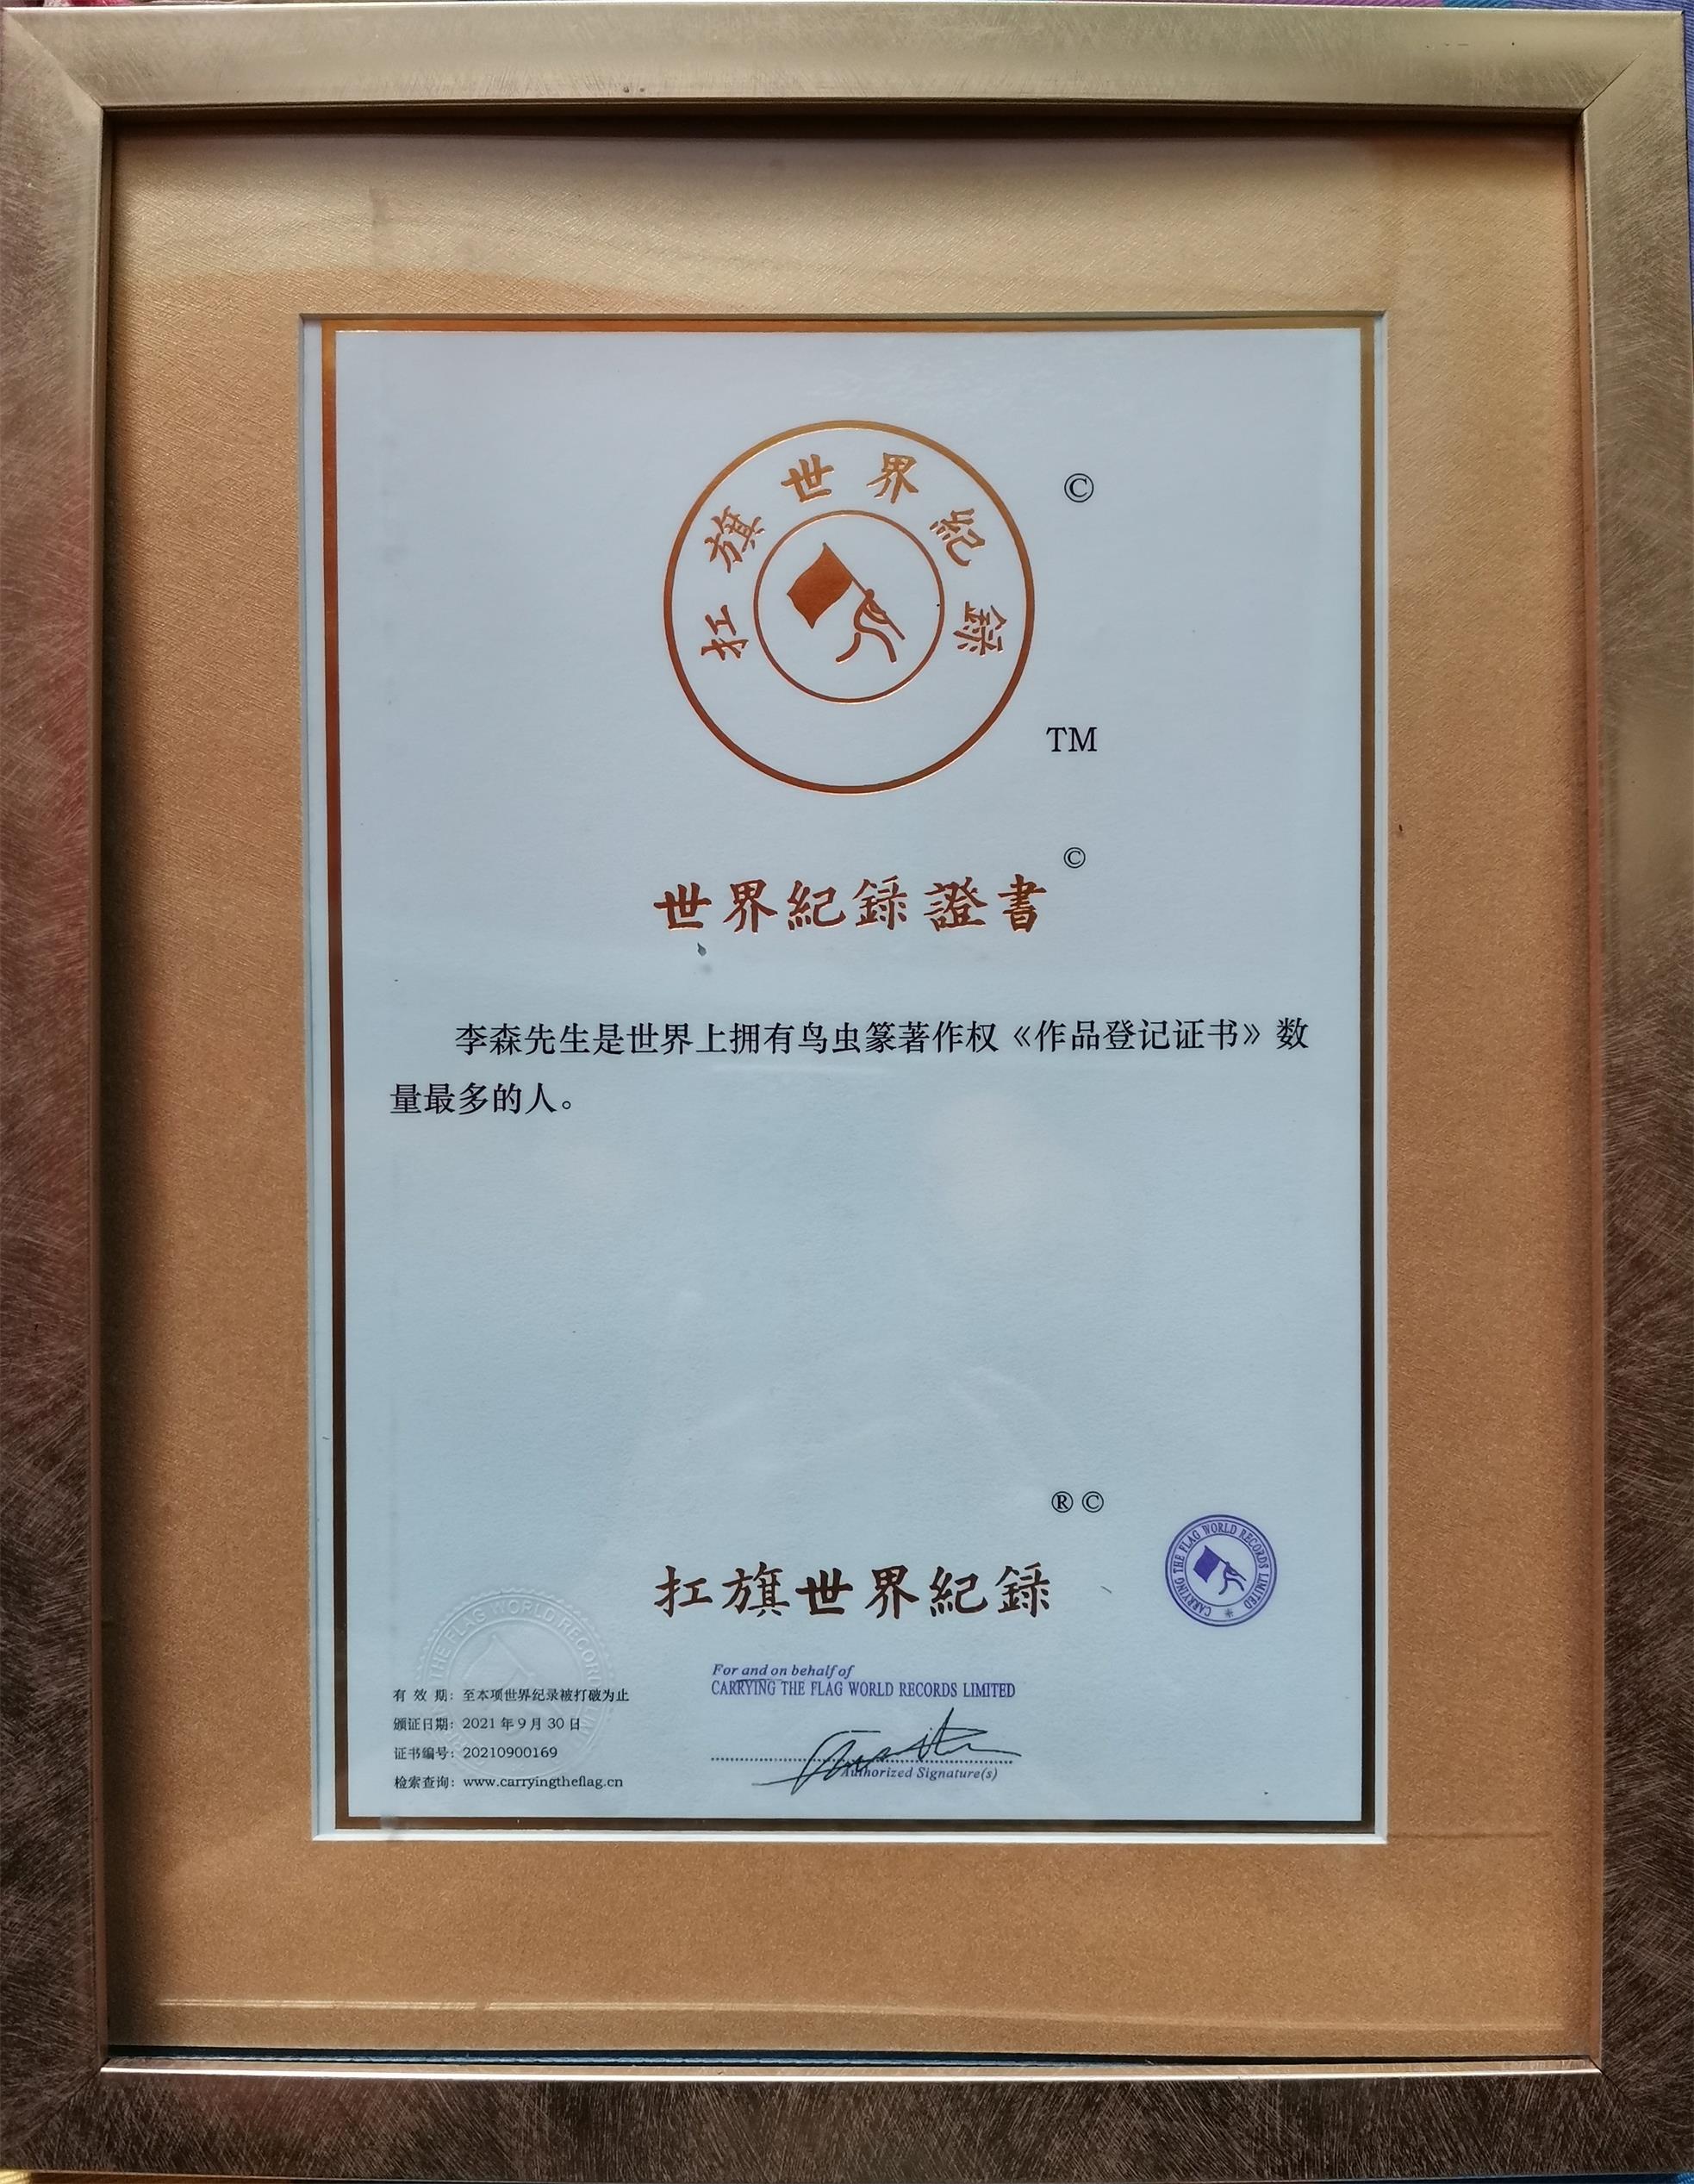 扛旗世界紀錄
©
TM
©
世界紀錄證書
李森先生是世界上拥有鸟虫篆著作权《作品登记证书》数
量最多的人。
® ©
扛旗世界紀錄
CARRYING THE FLAG WORLD RECORDS LIMITED
THE FLAG WORLD RECORDS
For and on behalf of
CARRYING THE FLAG WORLD RECORDS LIMITED
Authorized Signature(s)
有 效 期：至本项世界纪录被打破为止
颁证日期：2021 年 9 月 30 日
证书编号：20210900169
检索查询：www.carryingtheflag.cn